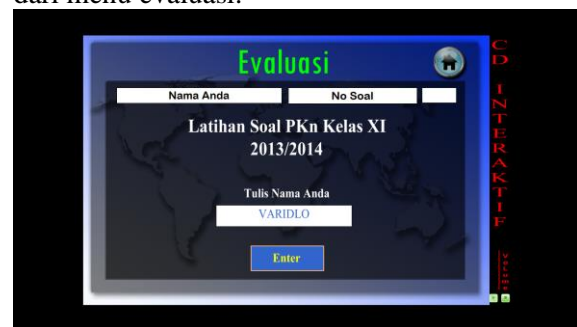 dari menu evaluasi.
Evaluasi
Nama Anda
No Soal
Latihan Soal PKn Kelas XI
2013/2014
Tulis Nama Anda
VARIDLO
Enter
CD INTERAKTIF
Volume